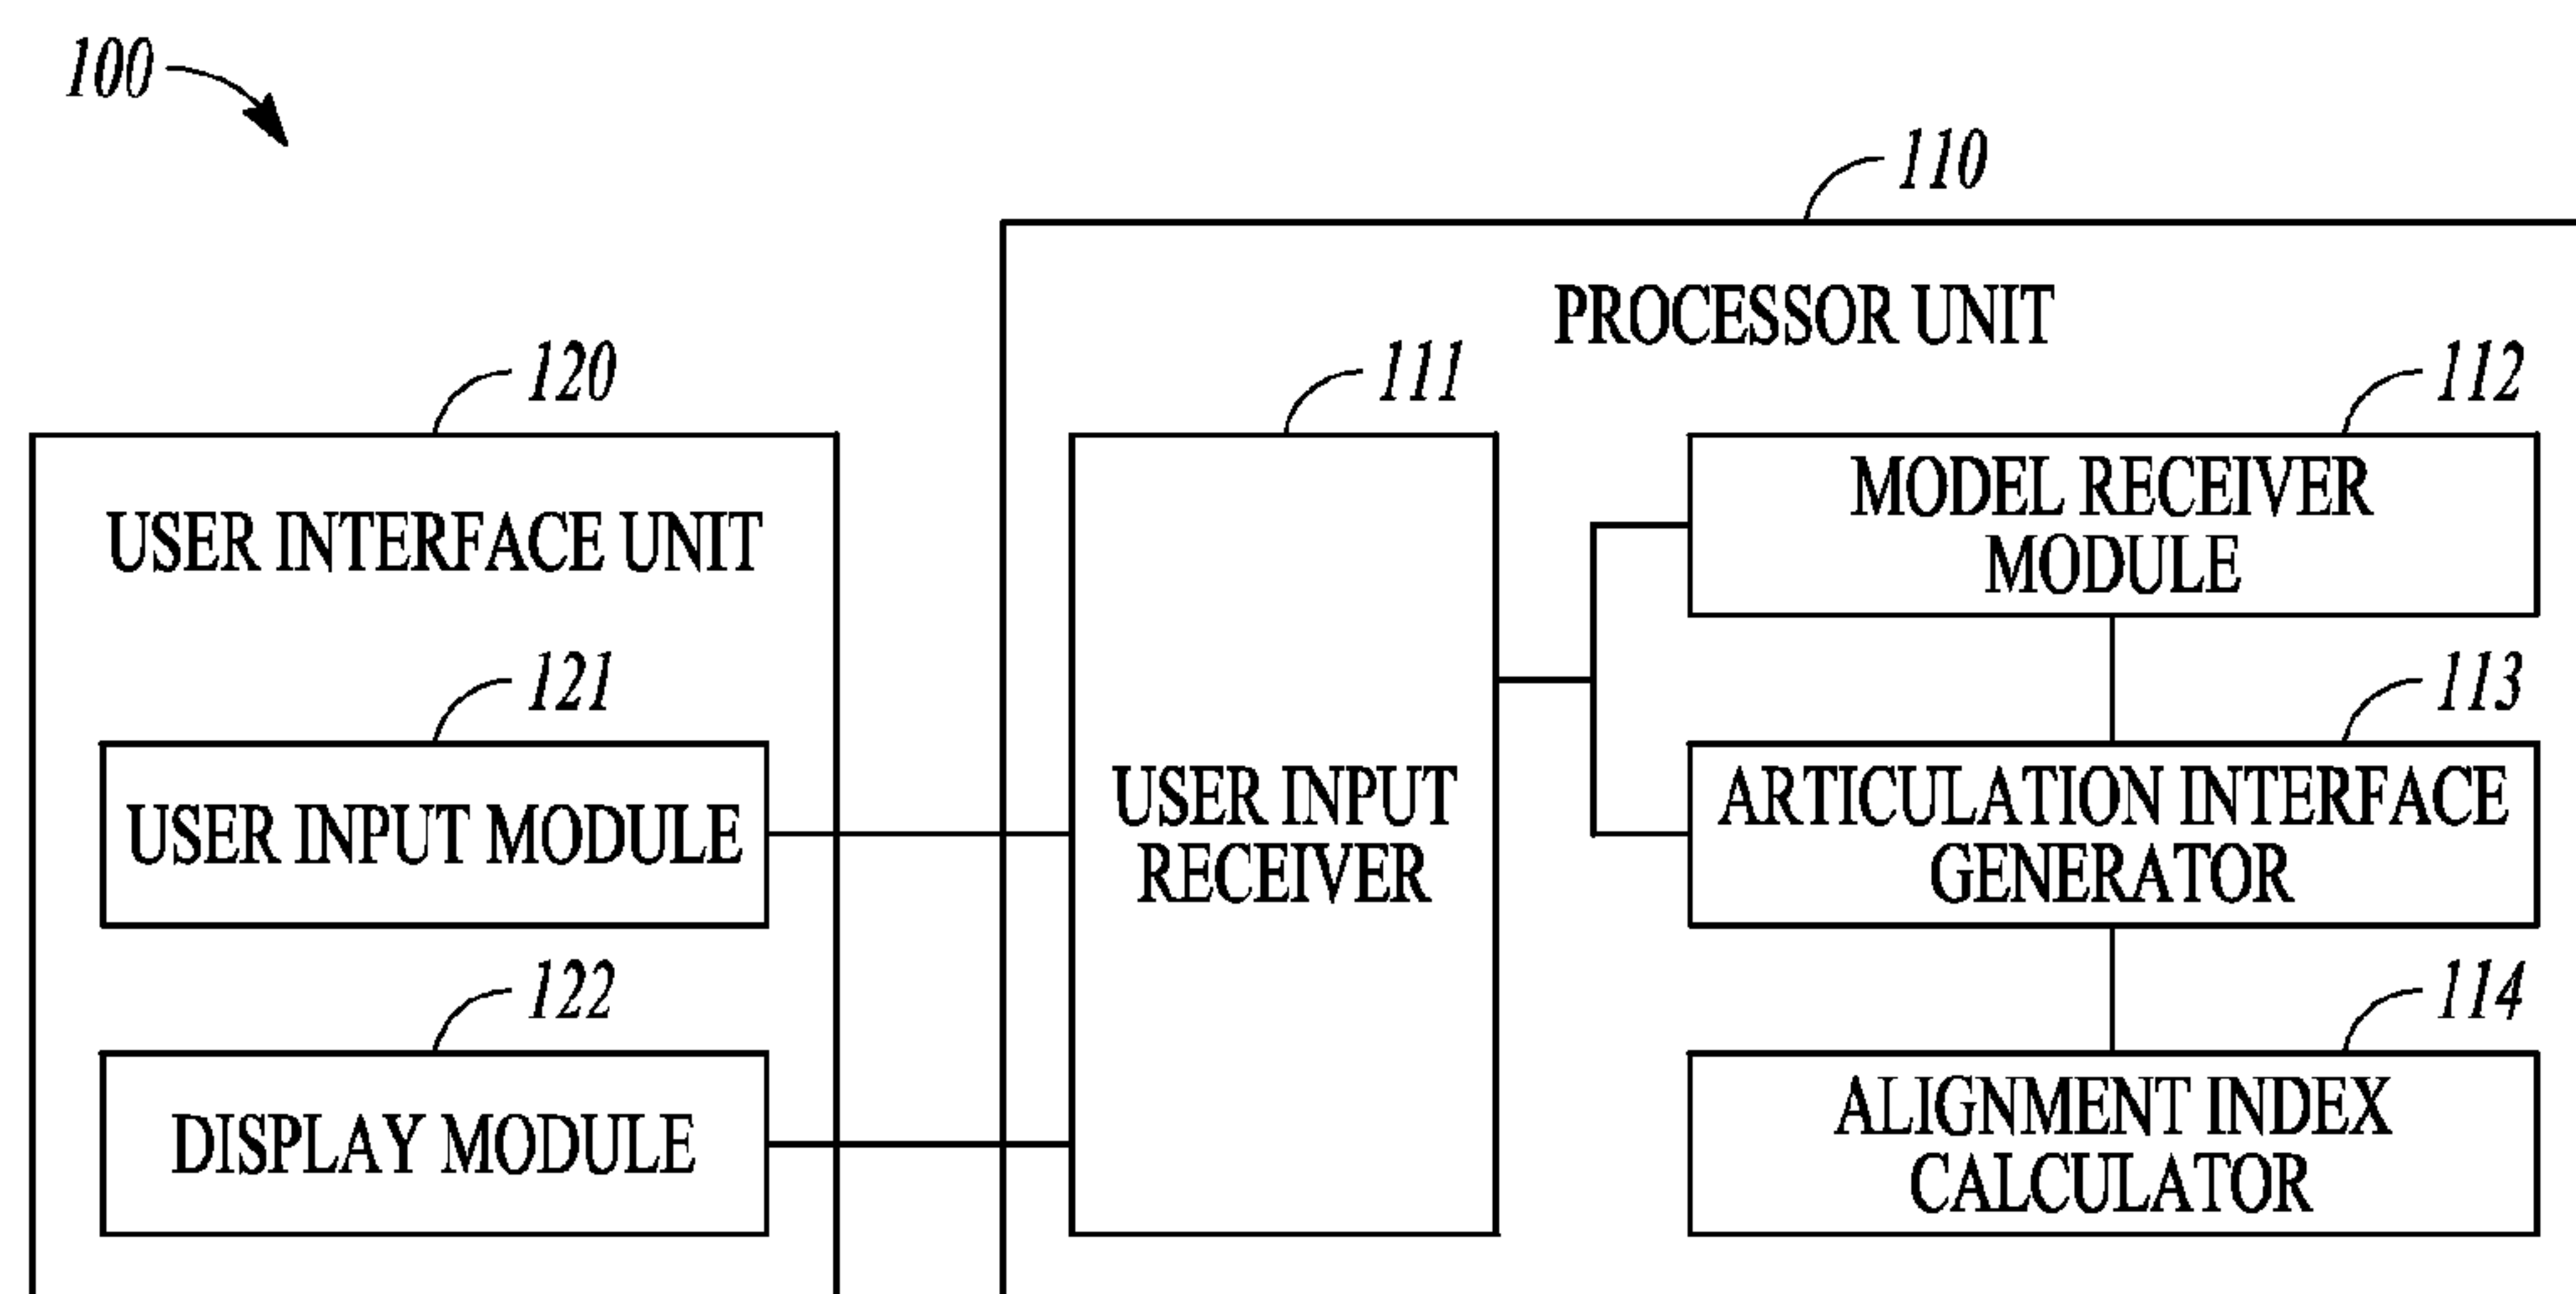 100
110
PROCESSOR UNIT
120
111
112
USER INTERFACE UNIT
MODEL RECEIVER
MODULE
121
113
USER INPUT MODULE
USER INPUT
RECEIVER
ARTICULATION INTERFACE
GENERATOR
122
114
DISPLAY MODULE
ALIGNMENT INDEX
CALCULATOR